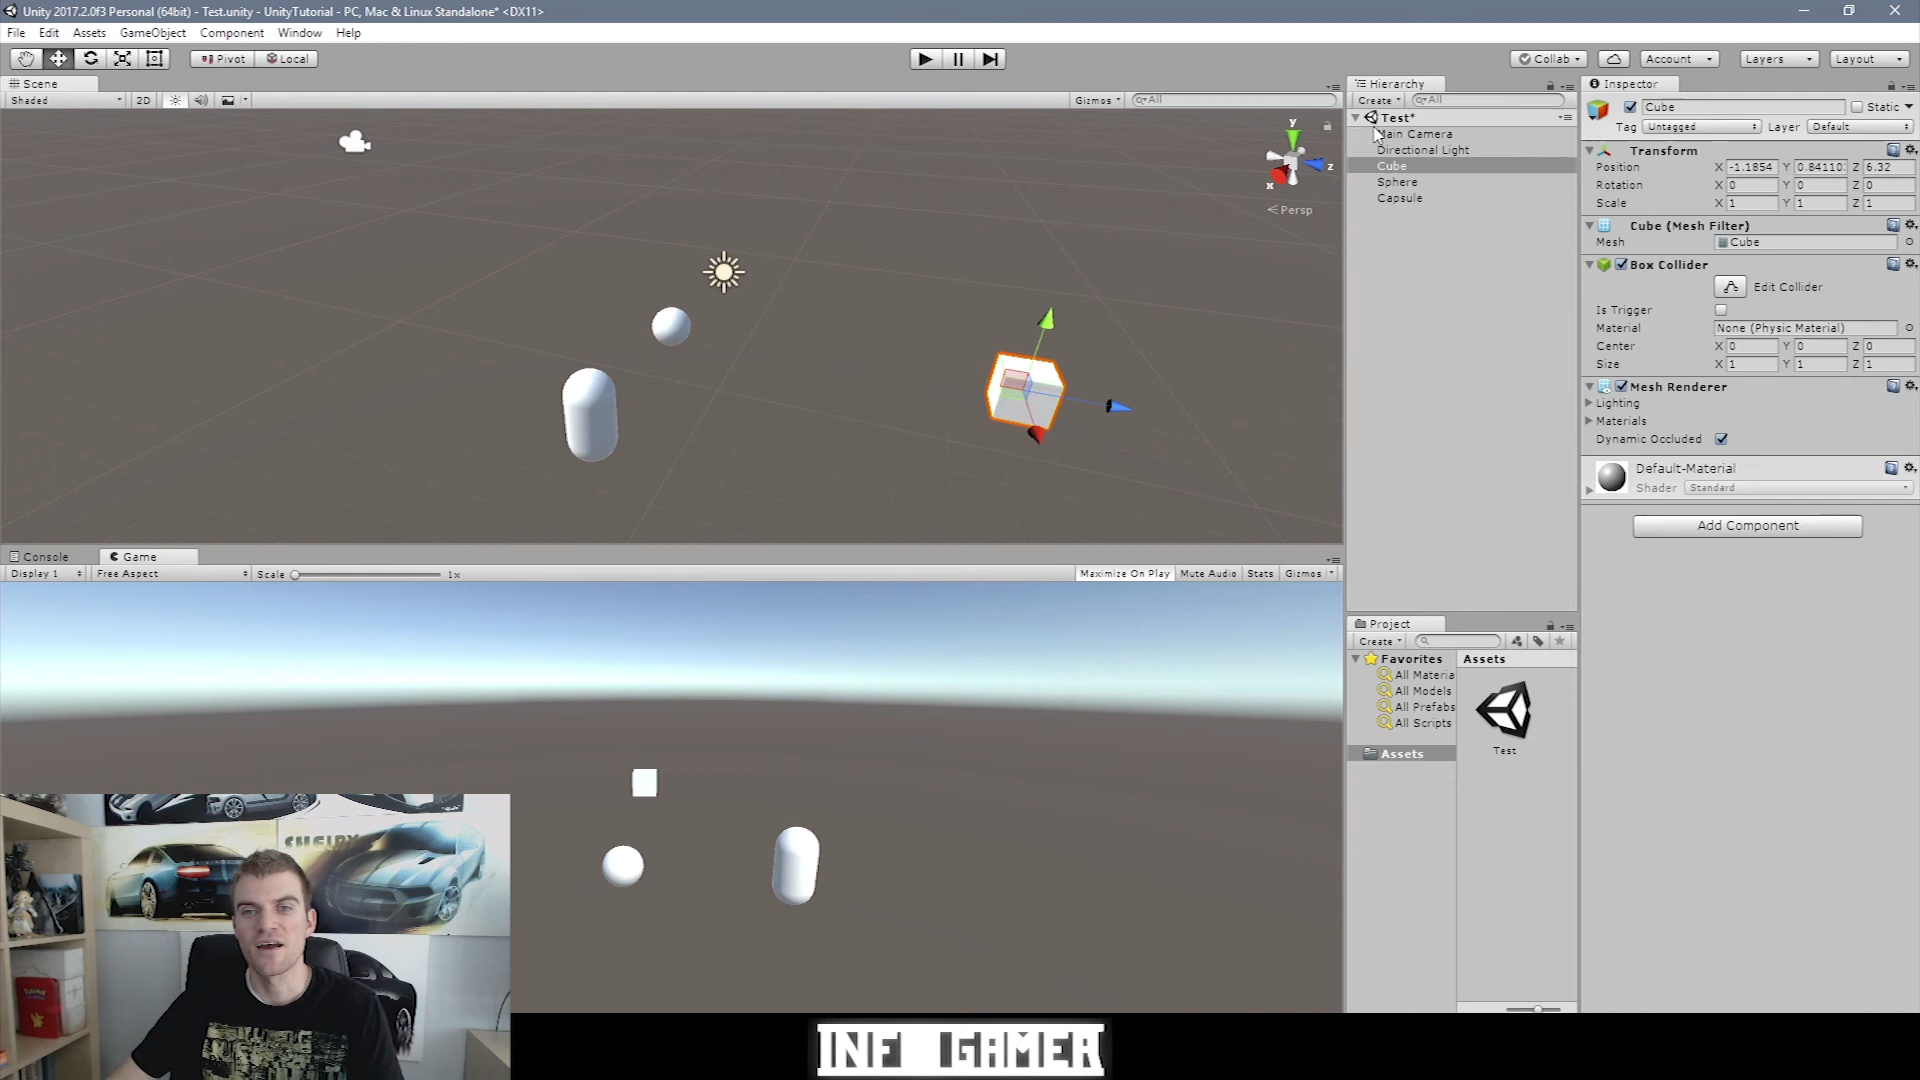 Unity 2017.2.0f3 Personal (64bit) - Test.unity - UnityTutorial - PC, Mac & Linux Standalone* <DX11>
File Edit Assets GameObject Component Window Help
Pivot Local
Collab Account Layers Layout
Scene
Shaded 2D Gizmos All
y
z
x
Persp
Console Game
Display 1 Free Aspect Scale 1x Maximize On Play Mute Audio Stats Gizmos
Hierarchy
Create All
Test*
Main Camera
Directional Light
Cube
Sphere
Capsule
Project
Create
Favorites
All Materia
All Models
All Prefabs
All Scripts
Assets
Assets
Test
Inspector
Cube Static
Tag Untagged Layer Default
Transform
Position X -1.1854 Y 0.84110 Z 6.32
Rotation X 0 Y 0 Z 0
Scale X 1 Y 1 Z 1
Cube (Mesh Filter)
Mesh Cube
Box Collider
Edit Collider
Is Trigger
Material None (Physic Material)
Center X 0 Y 0 Z 0
Size X 1 Y 1 Z 1
Mesh Renderer
Lighting
Materials
Dynamic Occluded
Default-Material
Shader Standard
Add Component
SHELBY
INF GAMER